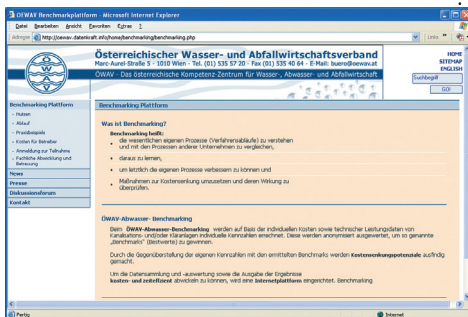 ÖEWAV Benchmarkplattform - Microsoft Internet Explorer
Datei Bearbeiten Ansicht Favoriten Extras ?
Adresse http://oewav.datenkraft.info/home/benchmarking/benchmarking.php
Links
Österreichischer Wasser- und Abfallwirtschaftsverband
Marc-Aurel-Straße 5 - 1010 Wien - Tel. (01) 535 57 20 - Fax (01) 535 40 64 - E-Mail: buero@oewav.at
ÖWAV - Das österreichische Kompetenz-Zentrum für Wasser-, Abwasser- und Abfallwirtschaft
HOME
SITEMAP
ENGLISH
Suchbegriff
GO!
Benchmarking Plattform
- Nutzen
- Ablauf
- Praxisbeispiele
- Kosten für Betreiber
- Anmeldung zur Teilnahme
- Fachliche Abwicklung und Betreuung
News
Presse
Diskussionsforum
Kontakt
Benchmarking Plattform
Was ist Benchmarking?
Benchmarking heißt:
• die wesentlichen eigenen Prozesse (Verfahrensabläufe) zu verstehen
und mit den Prozessen anderer Unternehmen zu vergleichen,
• daraus zu lernen,
• um letztlich die eigenen Prozesse verbessern zu können und
• Maßnahmen zur Kostensenkung umzusetzen und deren Wirkung zu
überprüfen.
ÖWAV-Abwasser- Benchmarking
Beim ÖWAV-Abwasser-Benchmarking werden auf Basis der individuellen Kosten sowie technischer Leistungsdaten von
Kanalisations- und/oder Kläranlagen individuelle Kennzahlen errechnet. Diese werden anonymisiert ausgewertet, um so genannte
„Benchmarks" (Bestwerte) zu gewinnen.
Durch die Gegenüberstellung der eigenen Kennzahlen mit den ermittelten Benchmarks werden Kostensenkungspotenziale ausfindig
gemacht.
Um die Datensammlung und -auswertung sowie die Ausgabe der Ergebnisse
kosten- und zeiteffizient abwickeln zu können, wird eine Internetplattform eingerichtet. Benchmarking
Fertig
Internet